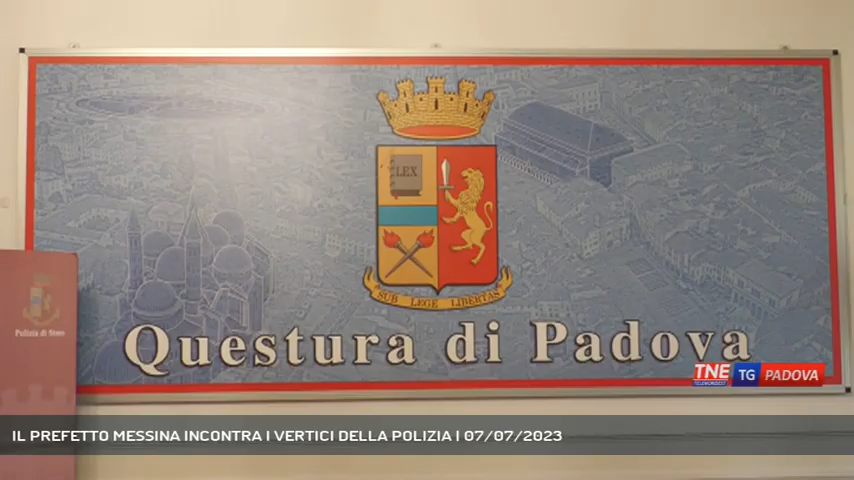 LEX
SUB LEGE LIBERTAS
Polizia di Stato
Questura di Padova
TNE TG PADOVA
TELENORDEST
IL PREFETTO MESSINA INCONTRA I VERTICI DELLA POLIZIA | 07/07/2023